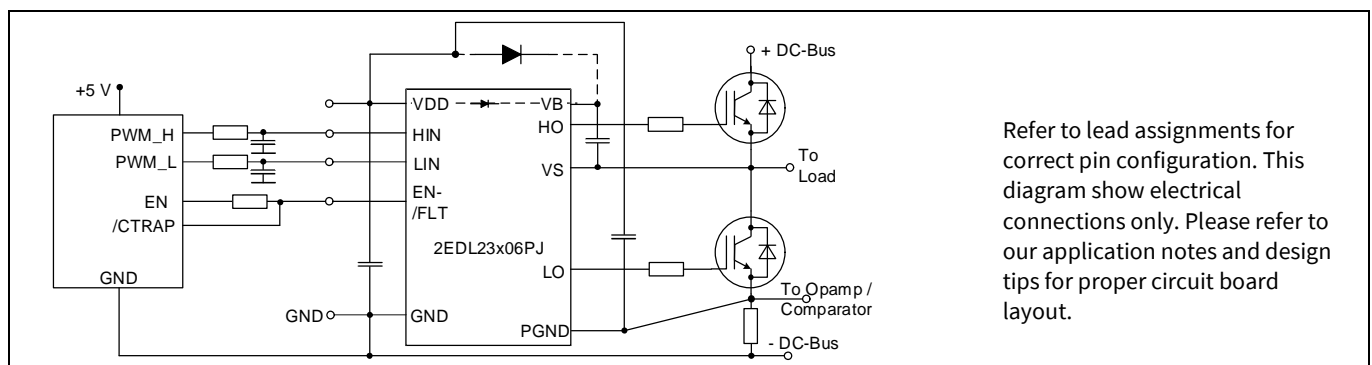 + DC-Bus
+5 V
VDD
VB
PWM_H
HIN
HO
PWM_L
LIN
VS
To
Load
EN
EN-
/FLT
/CTRAP
2EDL23x06PJ
GND
LO
To Opamp /
Comparator
GND
GND
PGND
- DC-Bus
Refer to lead assignments for
correct pin configuration. This
diagram show electrical
connections only. Please refer to
our application notes and design
tips for proper circuit board
layout.